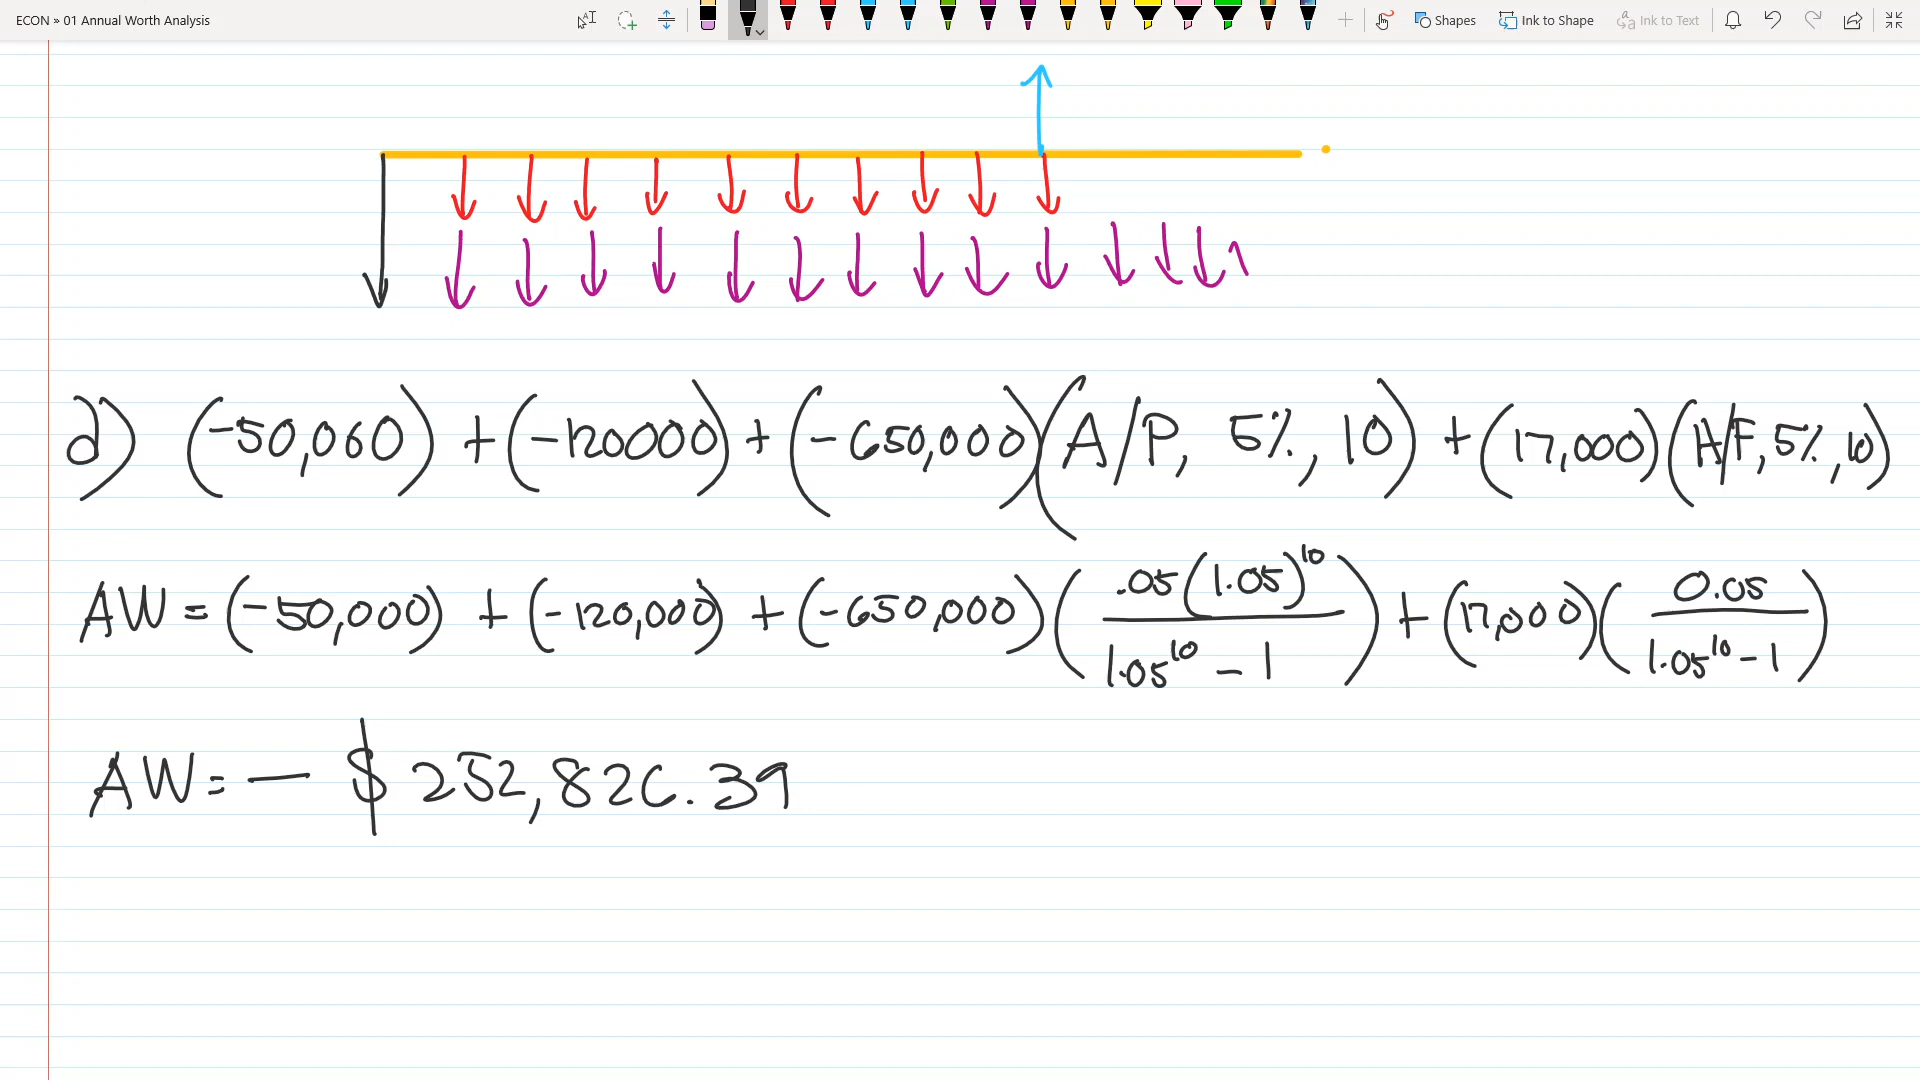 ECON » 01 Annual Worth Analysis
Shapes
Ink to Shape
Ink to Text
d) (-50,060) + (-120000) + (-650,000)(A/P, 5%, 10) + (17,000)(A/F, 5%, 10)
AW = (-50,000) + (-120,000) + (-650,000) (.05(1.05)^10 / 1.05^10 - 1) + (17,000) (0.05 / 1.05^10 - 1)
AW = - $ 252,826.39